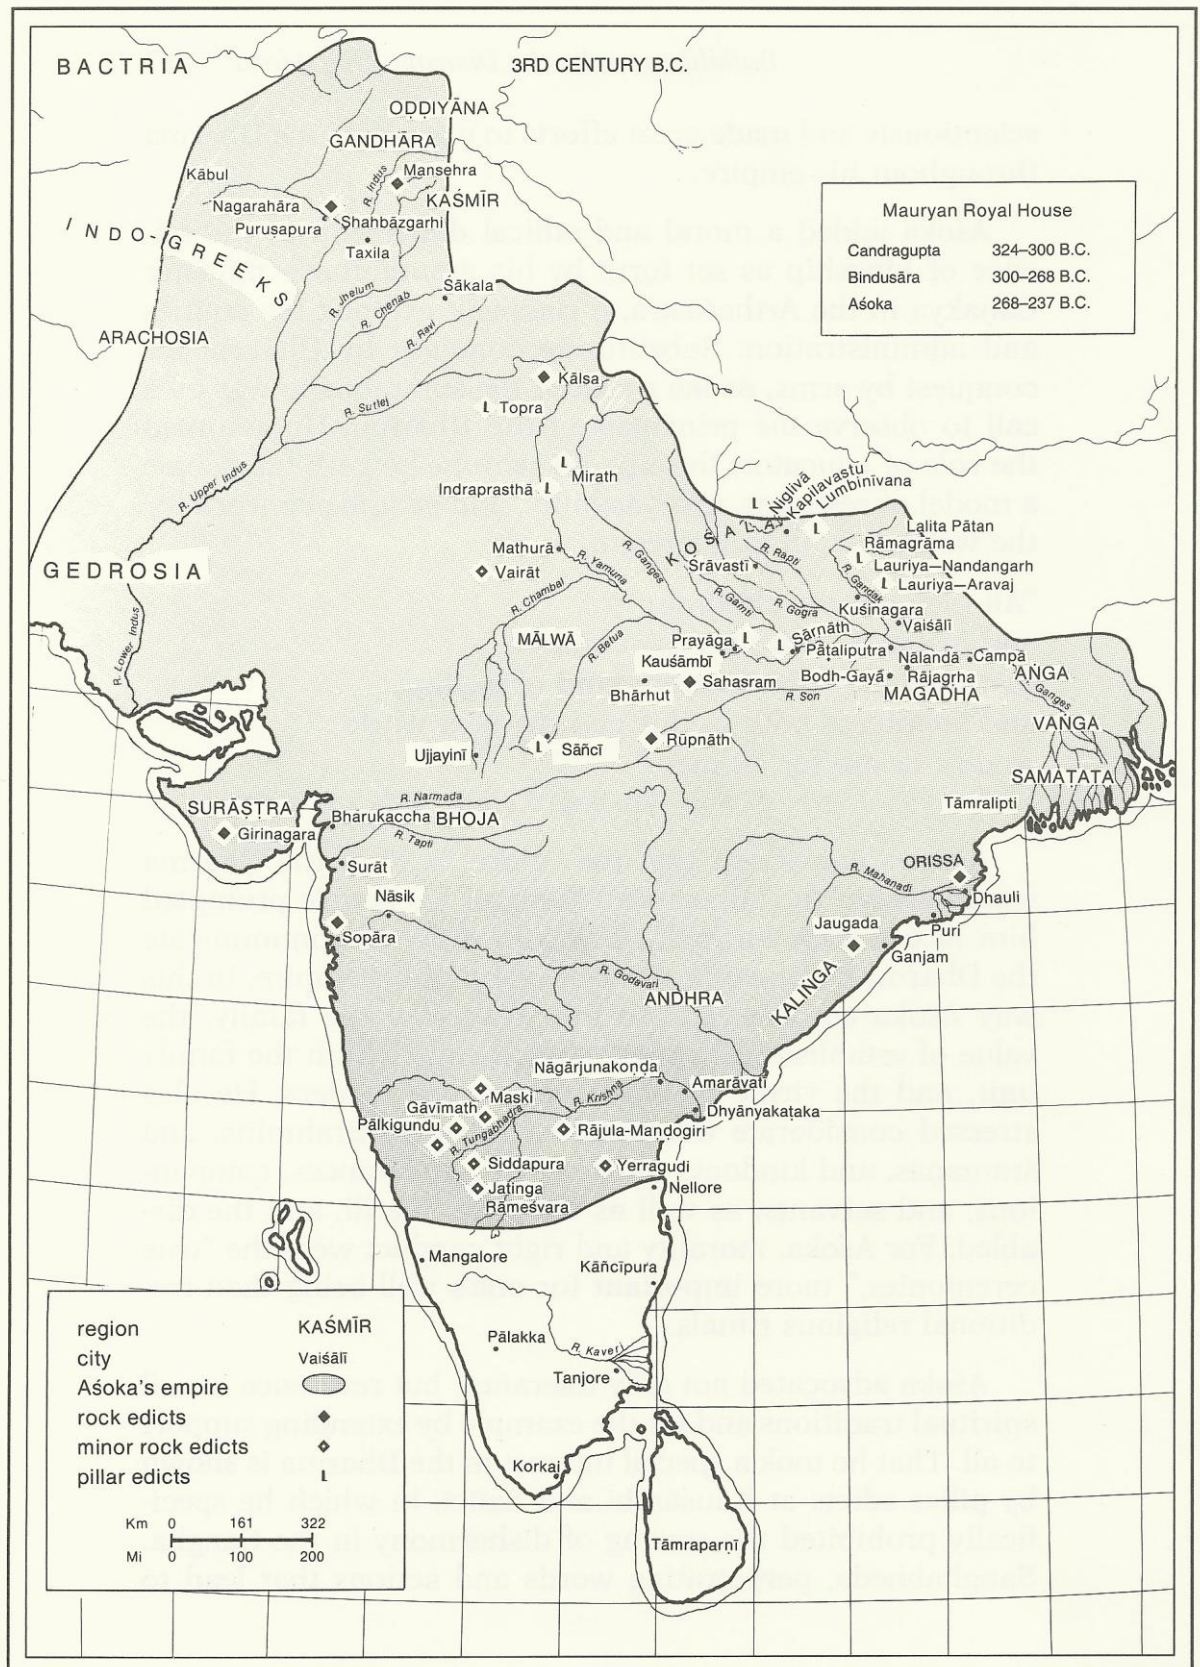 BACTRIA
3RD CENTURY B.C.
OḌḌIYĀNA
GANDHĀRA
Kābul
R. Indus
Mansehra
KAŚMĪR
Nagarahāra
Shahbāzgarhi
Puruṣapura
Taxila
INDO-GREEKS
Mauryan Royal House
Candragupta 324–300 B.C.
Bindusāra 300–268 B.C.
Aśoka 268–237 B.C.
Śākala
R. Jhelum
R. Chenab
R. Ravi
ARACHOSIA
Kālsa
R. Sutlej
Topra
R. Upper Indus
Mirath
Indraprasthā
Niglivā
Kapilavastu
Lumbinīvana
KOŚALA
Lalita Pātan
Rāmagrāma
Mathurā
R. Yamuna
R. Ganges
R. Rapti
Śrāvastī
Lauriya–Nandangarh
GEDROSIA
Vairāt
R. Gandak
Lauriya–Aravaj
R. Chambal
R. Gamti
R. Gogra
Kuśinagara
R. Lower Indus
Vaiśālī
MĀLWĀ
R. Betua
Prayāga
Sārnāth
Pāṭaliputra
Kauśāmbī
Nālandā
Campā
Bodh-Gayā
Rājagrha
AṄGA
Bhārhut
Sahasram
R. Son
MAGADHA
Ganges
VAṄGA
Ujjayinī
Sāñcī
Rūpnāth
SAMATAṬA
R. Narmada
Tāmralipti
SURĀṢṬRA
Bharukaccha
BHOJA
Girinagara
R. Tapti
Surāt
ORISSA
R. Mahanadi
Nāsik
Dhauli
Sopāra
Jaugada
Puri
Ganjam
R. Godavari
ANDHRA
KALIṄGA
Nāgārjunakoṇḍa
Amarāvatī
Maski
R. Krishna
Gāvīmath
Dhyānyakaṭaka
Pālkigundu
R. Tungabhadra
Rājula-Maṇḍogiri
Siddapura
Yerragudi
Jatinga
Nellore
Rāmeśvara
Mangalore
Kāñcīpura
Pālakka
R. Kaveri
Tanjore
Korkai
Tāmraparṇī
region KAŚMĪR
city Vaiśālī
Aśoka's empire
rock edicts
minor rock edicts
pillar edicts
Km 0 161 322
Mi 0 100 200